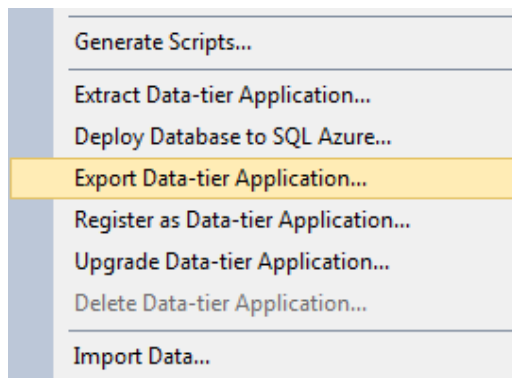 Generate Scripts...
Extract Data-tier Application...
Deploy Database to SQL Azure...
Export Data-tier Application...
Register as Data-tier Application...
Upgrade Data-tier Application...
Delete Data-tier Application...
Import Data...